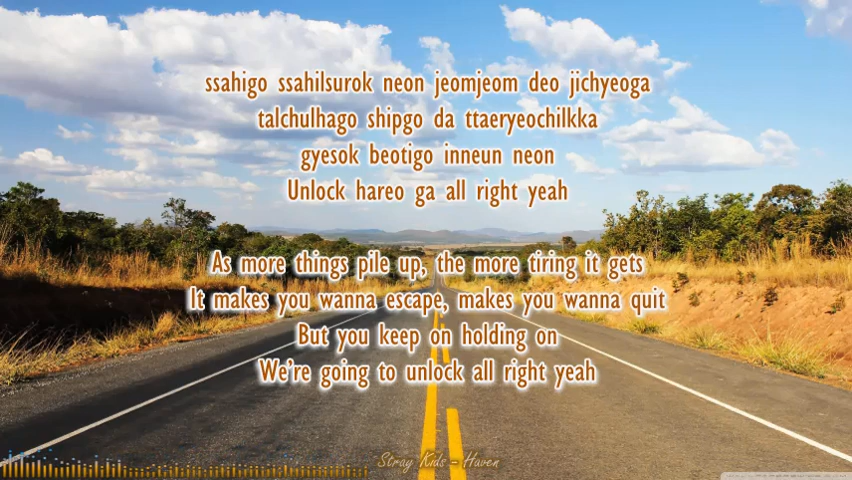 ssahigo ssahilsurok neon jeomjeom deo jichyeoga
talchulhago shipgo da ttaeryeochilkka
gyesok beotigo inneun neon
Unlock hareo ga all right yeah
As more things pile up, the more tiring it gets
It makes you wanna escape, makes you wanna quit
But you keep on holding on
We're going to unlock all right yeah
Stray Kids - Haven